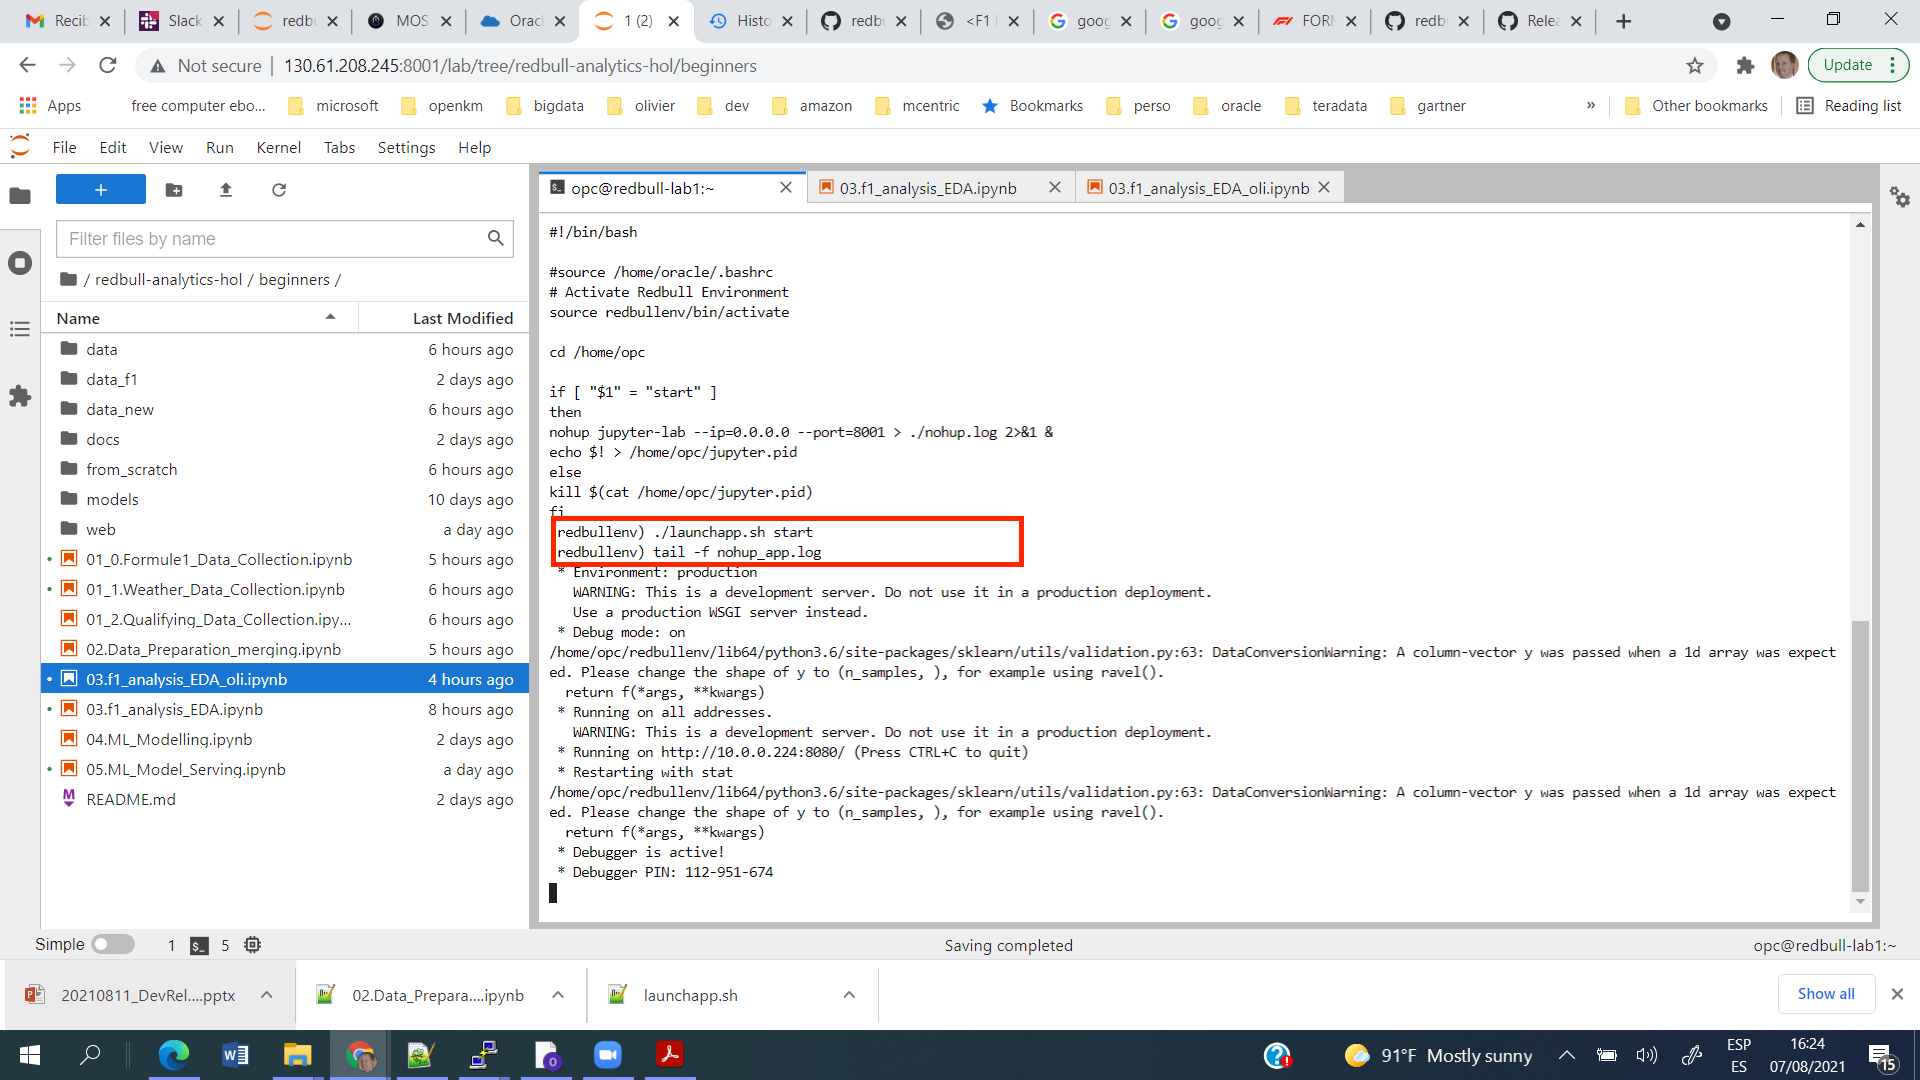 Recib
Slack
redbu
MOS
Oracl
1 (2)
Histo
redbu
<F1 I
goog
goog
FORM
redb
Relea
Not secure
130.61.208.245:8001/lab/tree/redbull-analytics-hol/beginners
Update
Apps
free computer ebo...
microsoft
openkm
bigdata
olivier
dev
amazon
mcentric
Bookmarks
perso
oracle
teradata
gartner
»
Other bookmarks
Reading list
File
Edit
View
Run
Kernel
Tabs
Settings
Help
+
Filter files by name
/ redbull-analytics-hol / beginners /
Name
Last Modified
data 6 hours ago
data_f1 2 days ago
data_new 6 hours ago
docs 2 days ago
from_scratch 6 hours ago
models 10 days ago
web a day ago
01_0.Formule1_Data_Collection.ipynb 5 hours ago
01_1.Weather_Data_Collection.ipynb 6 hours ago
01_2.Qualifying_Data_Collection.ipy... 6 hours ago
02.Data_Preparation_merging.ipynb 5 hours ago
03.f1_analysis_EDA_oli.ipynb 4 hours ago
03.f1_analysis_EDA.ipynb 8 hours ago
04.ML_Modelling.ipynb 2 days ago
05.ML_Model_Serving.ipynb a day ago
README.md 2 days ago
opc@redbull-lab1:~
03.f1_analysis_EDA.ipynb
03.f1_analysis_EDA_oli.ipynb
#!/bin/bash
#source /home/oracle/.bashrc
# Activate Redbull Environment
source redbullenv/bin/activate
cd /home/opc
if [ "$1" = "start" ]
then
nohup jupyter-lab --ip=0.0.0.0 --port=8001 > ./nohup.log 2>&1 &
echo $! > /home/opc/jupyter.pid
else
kill $(cat /home/opc/jupyter.pid)
fi
redbullenv) ./launchapp.sh start
redbullenv) tail -f nohup_app.log
* Environment: production
WARNING: This is a development server. Do not use it in a production deployment.
Use a production WSGI server instead.
* Debug mode: on
/home/opc/redbullenv/lib64/python3.6/site-packages/sklearn/utils/validation.py:63: DataConversionWarning: A column-vector y was passed when a 1d array was expect
ed. Please change the shape of y to (n_samples, ), for example using ravel().
return f(*args, **kwargs)
* Running on all addresses.
WARNING: This is a development server. Do not use it in a production deployment.
* Running on http://10.0.0.224:8080/ (Press CTRL+C to quit)
* Restarting with stat
/home/opc/redbullenv/lib64/python3.6/site-packages/sklearn/utils/validation.py:63: DataConversionWarning: A column-vector y was passed when a 1d array was expect
ed. Please change the shape of y to (n_samples, ), for example using ravel().
return f(*args, **kwargs)
* Debugger is active!
* Debugger PIN: 112-951-674
Simple
1
$_
5
Saving completed
opc@redbull-lab1:~
20210811_DevRel....pptx
02.Data_Prepara....ipynb
launchapp.sh
Show all
91°F Mostly sunny
ESP
ES
16:24
07/08/2021
15